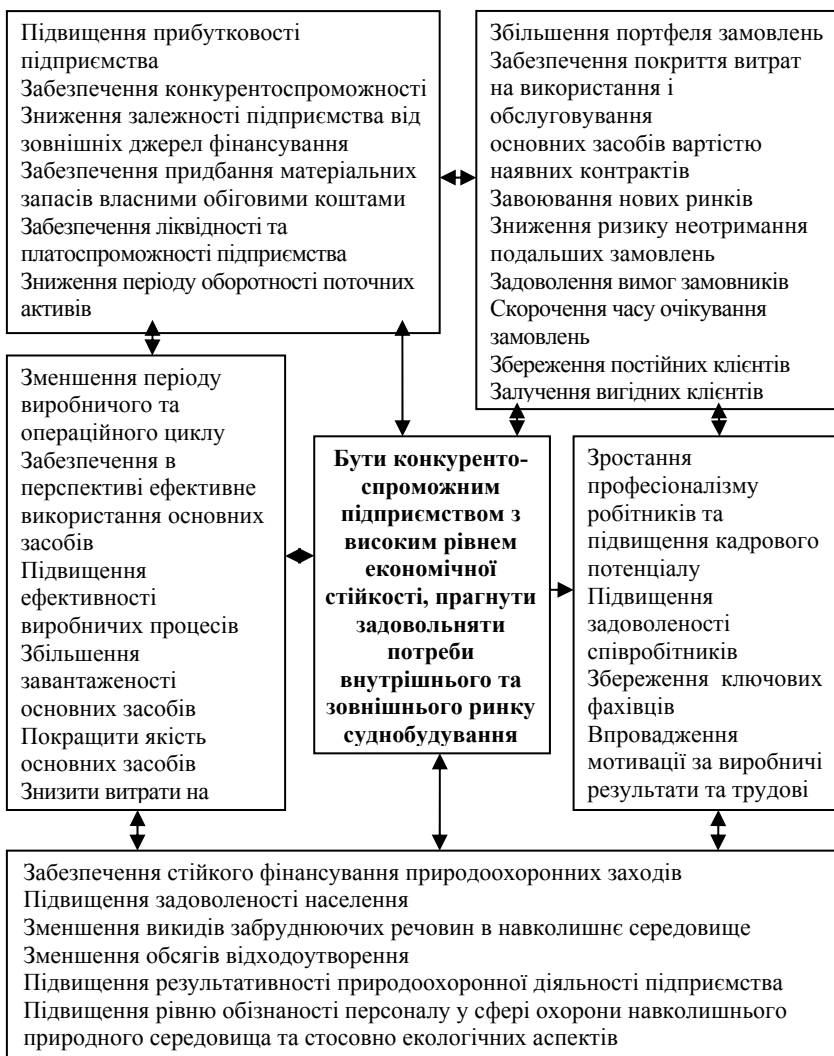 Підвищення прибутковості
підприємства
Забезпечення конкурентоспроможності
Зниження залежності підприємства від
зовнішніх джерел фінансування
Забезпечення придбання матеріальних
запасів власними обіговими коштами
Забезпечення ліквідності та
платоспроможності підприємства
Зниження періоду оборотності поточних
активів
Збільшення портфеля замовлень
Забезпечення покриття витрат
на використання і
обслуговування
основних засобів вартістю
наявних контрактів
Завоювання нових ринків
Зниження ризику неотримання
подальших замовлень
Задоволення вимог замовників
Скорочення часу очікування
замовлень
Збереження постійних клієнтів
Залучення вигідних клієнтів
Зменшення періоду
виробничого та
операційного циклу
Забезпечення в
перспективі ефективне
використання основних
засобів
Підвищення
ефективності
виробничих процесів
Збільшення
завантаженості
основних засобів
Покращити якість
основних засобів
Знизити витрати на
Бути конкуренто-
спроможним
підприємством з
високим рівнем
економічної
стійкості, прагнути
задовольняти
потреби
внутрішнього та
зовнішнього ринку
суднобудування
Зростання
професіоналізму
робітників та
підвищення кадрового
потенціалу
Підвищення
задоволеності
співробітників
Збереження ключових
фахівців
Впровадження
мотивації за виробничі
результати та трудові
Забезпечення стійкого фінансування природоохоронних заходів
Підвищення задоволеності населення
Зменшення викидів забруднюючих речовин в навколишнє середовище
Зменшення обсягів відходоутворення
Підвищення результативності природоохоронної діяльності підприємства
Підвищення рівню обізнаності персоналу у сфері охорони навколишнього
природного середовища та стосовно екологічних аспектів